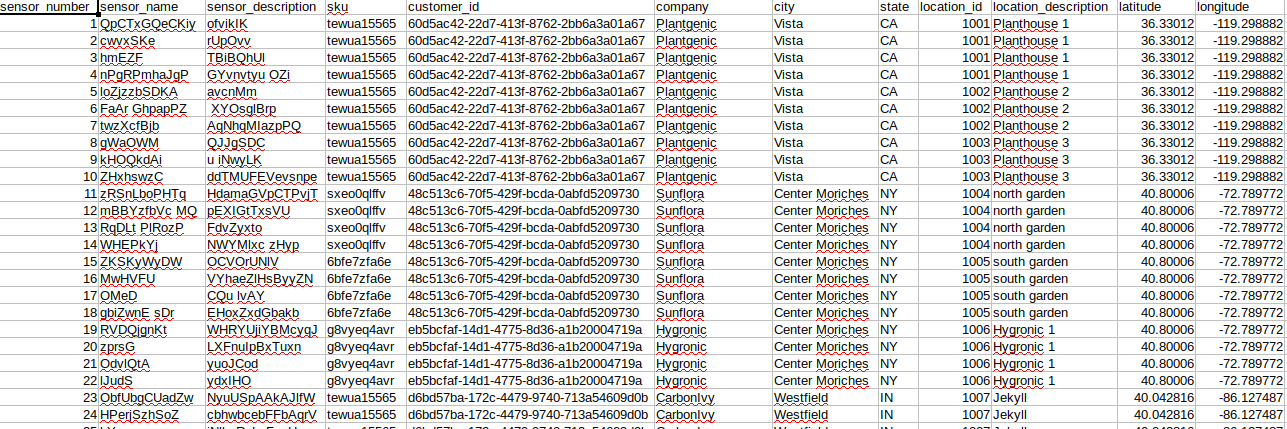 sensor_number sensor_name sensor_description sku customer_id company city state location_id location_description latitude longitude
1 QpCTxGQeCKiy ofvikIK tewua15565 60d5ac42-22d7-413f-8762-2bb6a3a01a67 Plantgenic Vista CA 1001 Planthouse 1 36.33012 -119.298882
2 cwvxSKe rUpOvv tewua15565 60d5ac42-22d7-413f-8762-2bb6a3a01a67 Plantgenic Vista CA 1001 Planthouse 1 36.33012 -119.298882
3 hmEZF TBiBQhUl tewua15565 60d5ac42-22d7-413f-8762-2bb6a3a01a67 Plantgenic Vista CA 1001 Planthouse 1 36.33012 -119.298882
4 nPgRPmhaJgP GYvnvtyu OZi tewua15565 60d5ac42-22d7-413f-8762-2bb6a3a01a67 Plantgenic Vista CA 1001 Planthouse 1 36.33012 -119.298882
5 loZjzzbSDKA avcnMm tewua15565 60d5ac42-22d7-413f-8762-2bb6a3a01a67 Plantgenic Vista CA 1002 Planthouse 2 36.33012 -119.298882
6 FaAr GhpapPZ XYOsglBrp tewua15565 60d5ac42-22d7-413f-8762-2bb6a3a01a67 Plantgenic Vista CA 1002 Planthouse 2 36.33012 -119.298882
7 twzXcfBjb AqNhgMIazpPQ tewua15565 60d5ac42-22d7-413f-8762-2bb6a3a01a67 Plantgenic Vista CA 1002 Planthouse 2 36.33012 -119.298882
8 gWaOWM QJJgSDC tewua15565 60d5ac42-22d7-413f-8762-2bb6a3a01a67 Plantgenic Vista CA 1003 Planthouse 3 36.33012 -119.298882
9 kHOQkdAi u iNwyLK tewua15565 60d5ac42-22d7-413f-8762-2bb6a3a01a67 Plantgenic Vista CA 1003 Planthouse 3 36.33012 -119.298882
10 ZHxhswzC ddTMUFEVevsnpe tewua15565 60d5ac42-22d7-413f-8762-2bb6a3a01a67 Plantgenic Vista CA 1003 Planthouse 3 36.33012 -119.298882
11 zRSnLboPHTq HdamaGVpCTPvjT sxeo0qlffv 48c513c6-70f5-429f-bcda-0abfd5209730 Sunflora Center Moriches NY 1004 north garden 40.80006 -72.789772
12 mBBYzfbVc MQ pEXIGtTxsVU sxeo0qlffv 48c513c6-70f5-429f-bcda-0abfd5209730 Sunflora Center Moriches NY 1004 north garden 40.80006 -72.789772
13 RqDLt PIRozP FdvZyxto sxeo0qlffv 48c513c6-70f5-429f-bcda-0abfd5209730 Sunflora Center Moriches NY 1004 north garden 40.80006 -72.789772
14 WHEPkYj NWYMlxc zHyp sxeo0qlffv 48c513c6-70f5-429f-bcda-0abfd5209730 Sunflora Center Moriches NY 1004 north garden 40.80006 -72.789772
15 ZKSKyWyDW OCVOrUNlV 6bfe7zfa6e 48c513c6-70f5-429f-bcda-0abfd5209730 Sunflora Center Moriches NY 1005 south garden 40.80006 -72.789772
16 MwHVFU VYhaeZlHsByyZN 6bfe7zfa6e 48c513c6-70f5-429f-bcda-0abfd5209730 Sunflora Center Moriches NY 1005 south garden 40.80006 -72.789772
17 OMeD CQu lvAY 6bfe7zfa6e 48c513c6-70f5-429f-bcda-0abfd5209730 Sunflora Center Moriches NY 1005 south garden 40.80006 -72.789772
18 gbiZwnE sDr EHoxZxdGbakb 6bfe7zfa6e 48c513c6-70f5-429f-bcda-0abfd5209730 Sunflora Center Moriches NY 1005 south garden 40.80006 -72.789772
19 RVDQjgnKt WHRYUjiYBMcygJ g8vyeq4avr eb5bcfaf-14d1-4775-8d36-a1b20004719a Hygronic Center Moriches NY 1006 Hygronic 1 40.80006 -72.789772
20 zprsG LXFnuIpBxTuxn g8vyeq4avr eb5bcfaf-14d1-4775-8d36-a1b20004719a Hygronic Center Moriches NY 1006 Hygronic 1 40.80006 -72.789772
21 OdvlQtA yuoJCod g8vyeq4avr eb5bcfaf-14d1-4775-8d36-a1b20004719a Hygronic Center Moriches NY 1006 Hygronic 1 40.80006 -72.789772
22 lJudS ydxIHO g8vyeq4avr eb5bcfaf-14d1-4775-8d36-a1b20004719a Hygronic Center Moriches NY 1006 Hygronic 1 40.80006 -72.789772
23 ObfUbgCUadZw NyuUSpAAkAJIfW tewua15565 d6bd57ba-172c-4479-9740-713a54609d0b CarbonIvy Westfield IN 1007 Jekyll 40.042816 -86.127487
24 HPerjSzhSoZ cbhwbcebFFbAgrV tewua15565 d6bd57ba-172c-4479-9740-713a54609d0b CarbonIvy Westfield IN 1007 Jekyll 40.042816 -86.127487